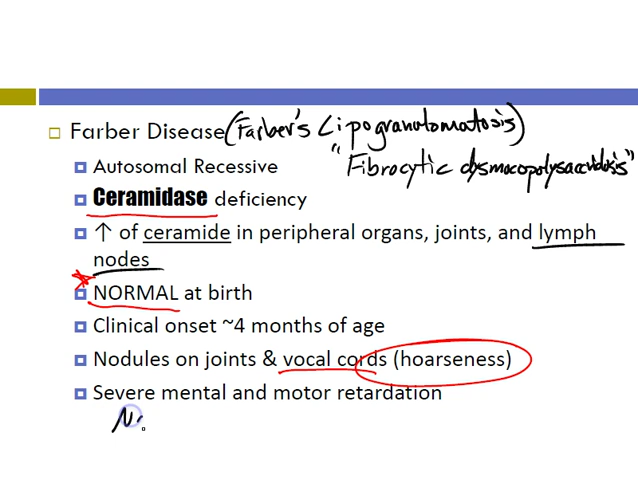 Farber Disease (Farber's Lipogranulomatosis)
"Fibrocytic dysmucopolysaccridosis"
Autosomal Recessive
Ceramidase deficiency
↑ of ceramide in peripheral organs, joints, and lymph
nodes
NORMAL at birth
Clinical onset ~4 months of age
Nodules on joints & vocal cords (hoarseness)
Severe mental and motor retardation